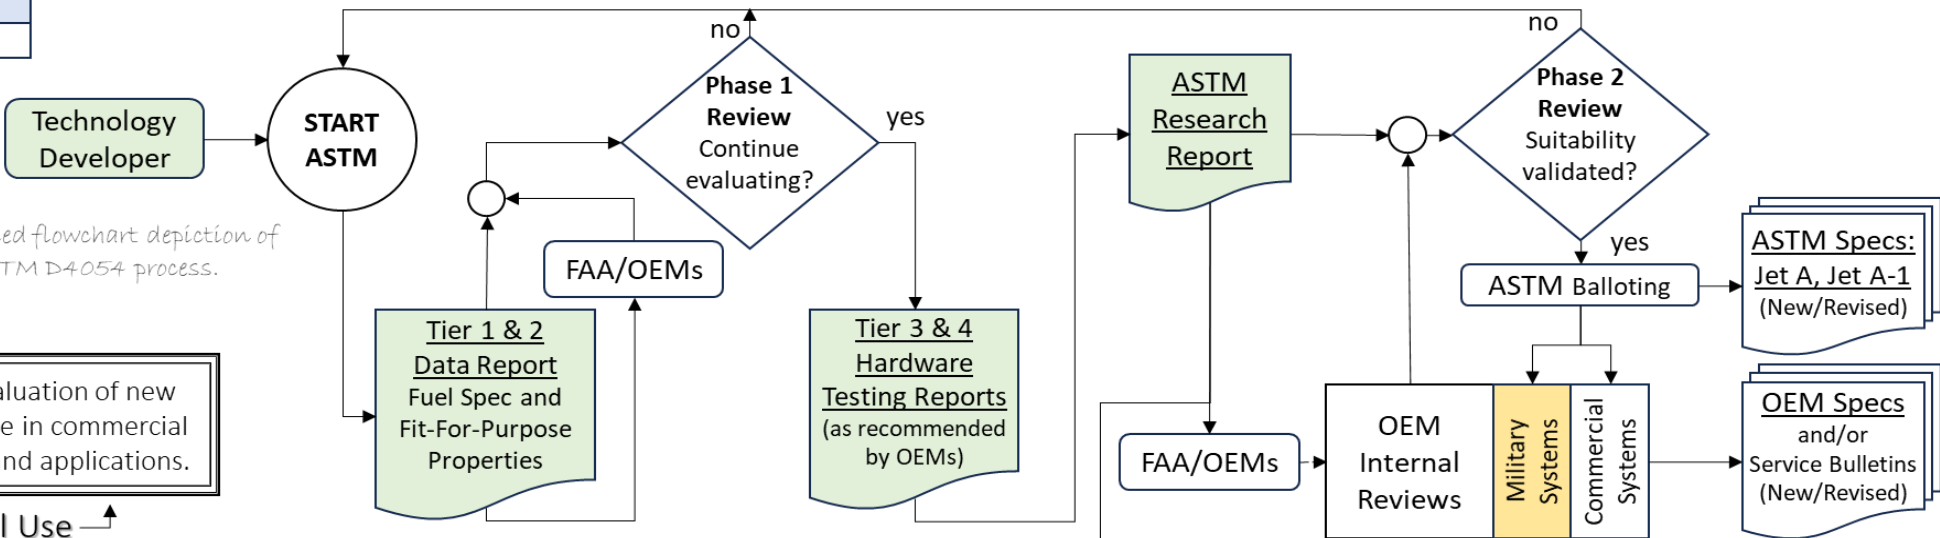 no
no
Phase 1
Review
Continue
evaluating?
yes
Technology
Developer
START
ASTM
ASTM
Research
Report
Phase 2
Review
Suitability
validated?
flowchart depiction of
D4054 process.
FAA/OEMs
yes
ASTM Balloting
ASTM Specs:
Jet A, Jet A-1
(New/Revised)
Tier 1 & 2
Data Report
Fuel Spec and
Fit-For-Purpose
Properties
Tier 3 & 4
Hardware
Testing Reports
(as recommended
by OEMs)
of new
in commercial
applications.
Use
FAA/OEMs
OEM
Internal
Reviews
Military
Systems
Commercial
Systems
OEM Specs
and/or
Service Bulletins
(New/Revised)